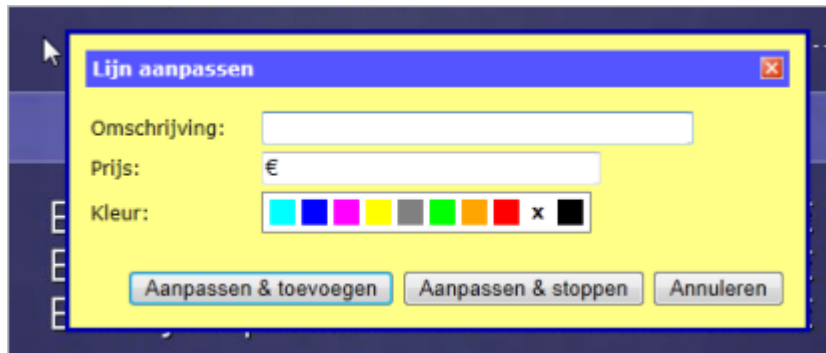 Lijn aanpassen
Omschrijving:
Prijs: €
Kleur: x
Aanpassen & toevoegen Aanpassen & stoppen Annuleren